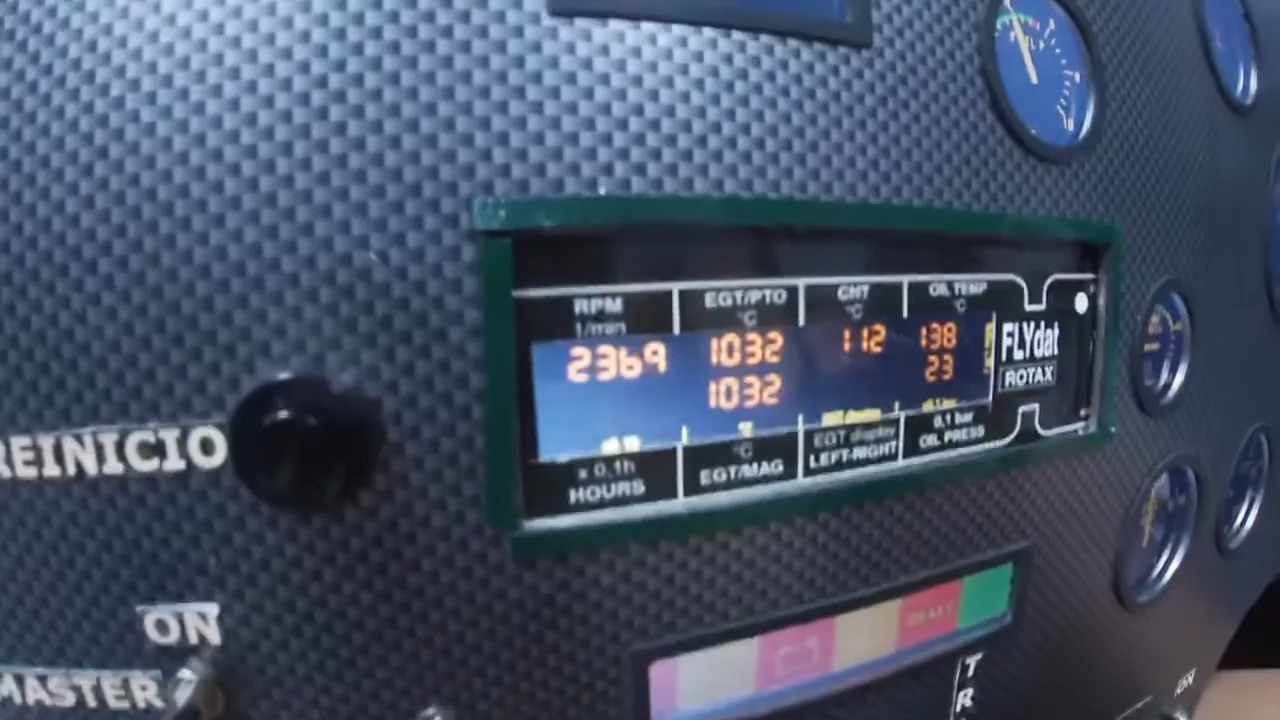 RPM EGT/PTO CHT OIL TEMP
1/min °C °C °C
2369 1032 112 138
1032 23
FLYdat
ROTAX
x 0,1h °C EGT display 0,1 bar
HOURS EGT/MAG LEFT-RIGHT OIL PRESS
REINICIO
ON
MASTER
T
R